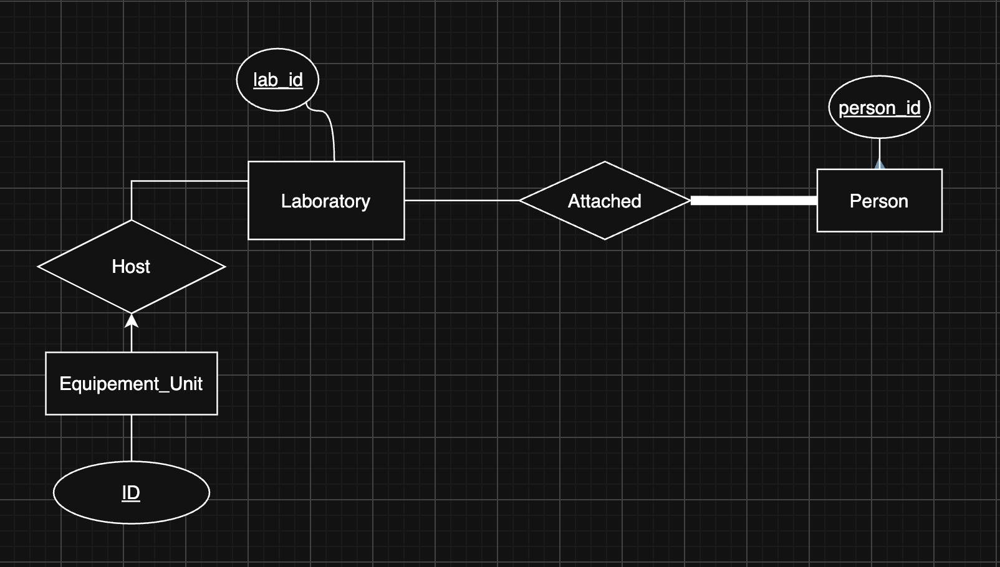 lab_id
person_id
Laboratory
Attached
Person
Host
Equipement_Unit
ID